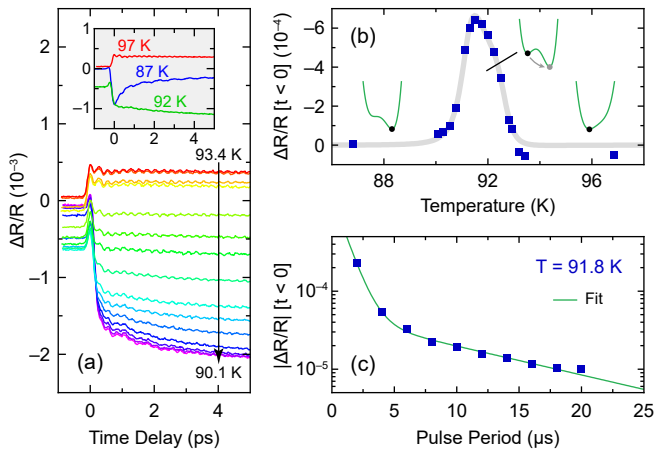 97 K
87 K
92 K
0
−1
0
2
4
93.4 K
90.1 K
ΔR/R (10⁻³)
0
−1
−2
(a)
0
2
4
Time Delay (ps)
(b)
ΔR/R [t < 0] (10⁻⁴)
−6
−4
−2
0
88
92
96
Temperature (K)
T = 91.8 K
Fit
(c)
|ΔR/R| [t < 0]
10⁻⁴
10⁻⁵
0
5
10
15
20
25
Pulse Period (µs)